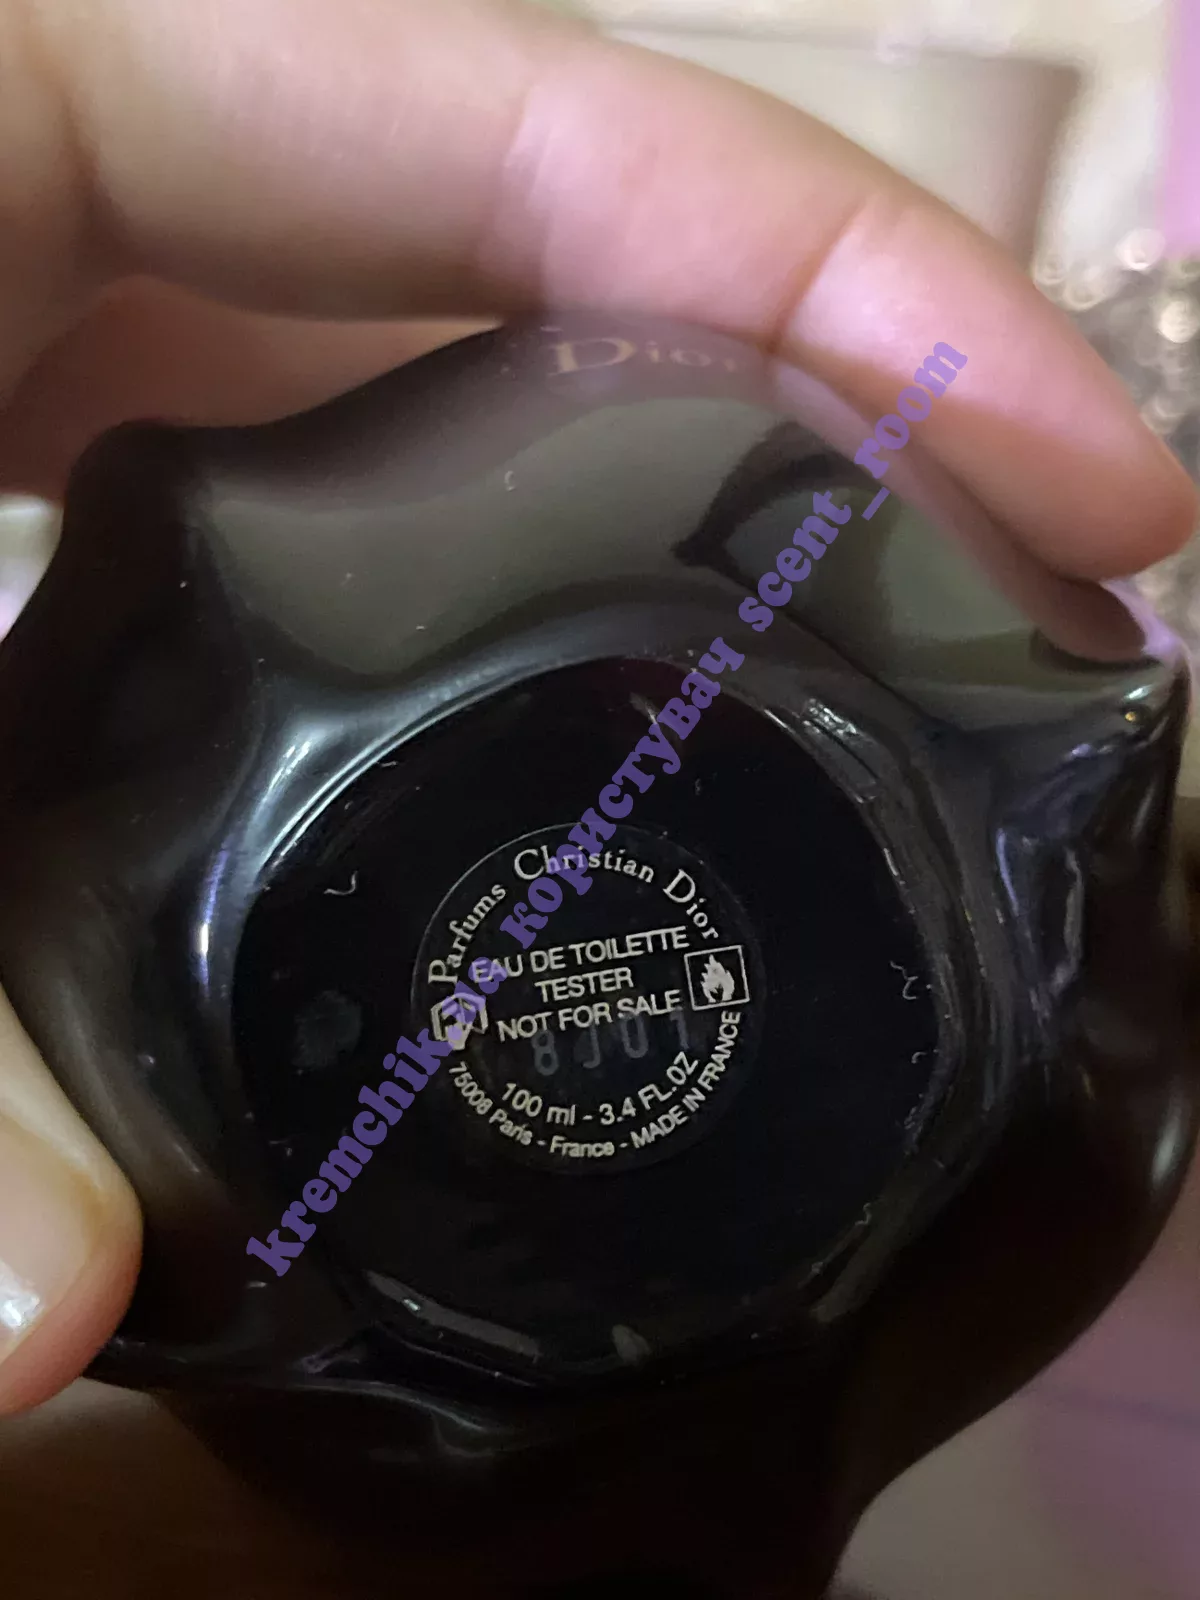 Dior
Parfums Christian Dior
EAU DE TOILETTE
TESTER
NOT FOR SALE
8J01
100 ml - 3.4 FL.OZ
75008 Paris - France - MADE IN FRANCE
kremchik.ua користувач scent_room